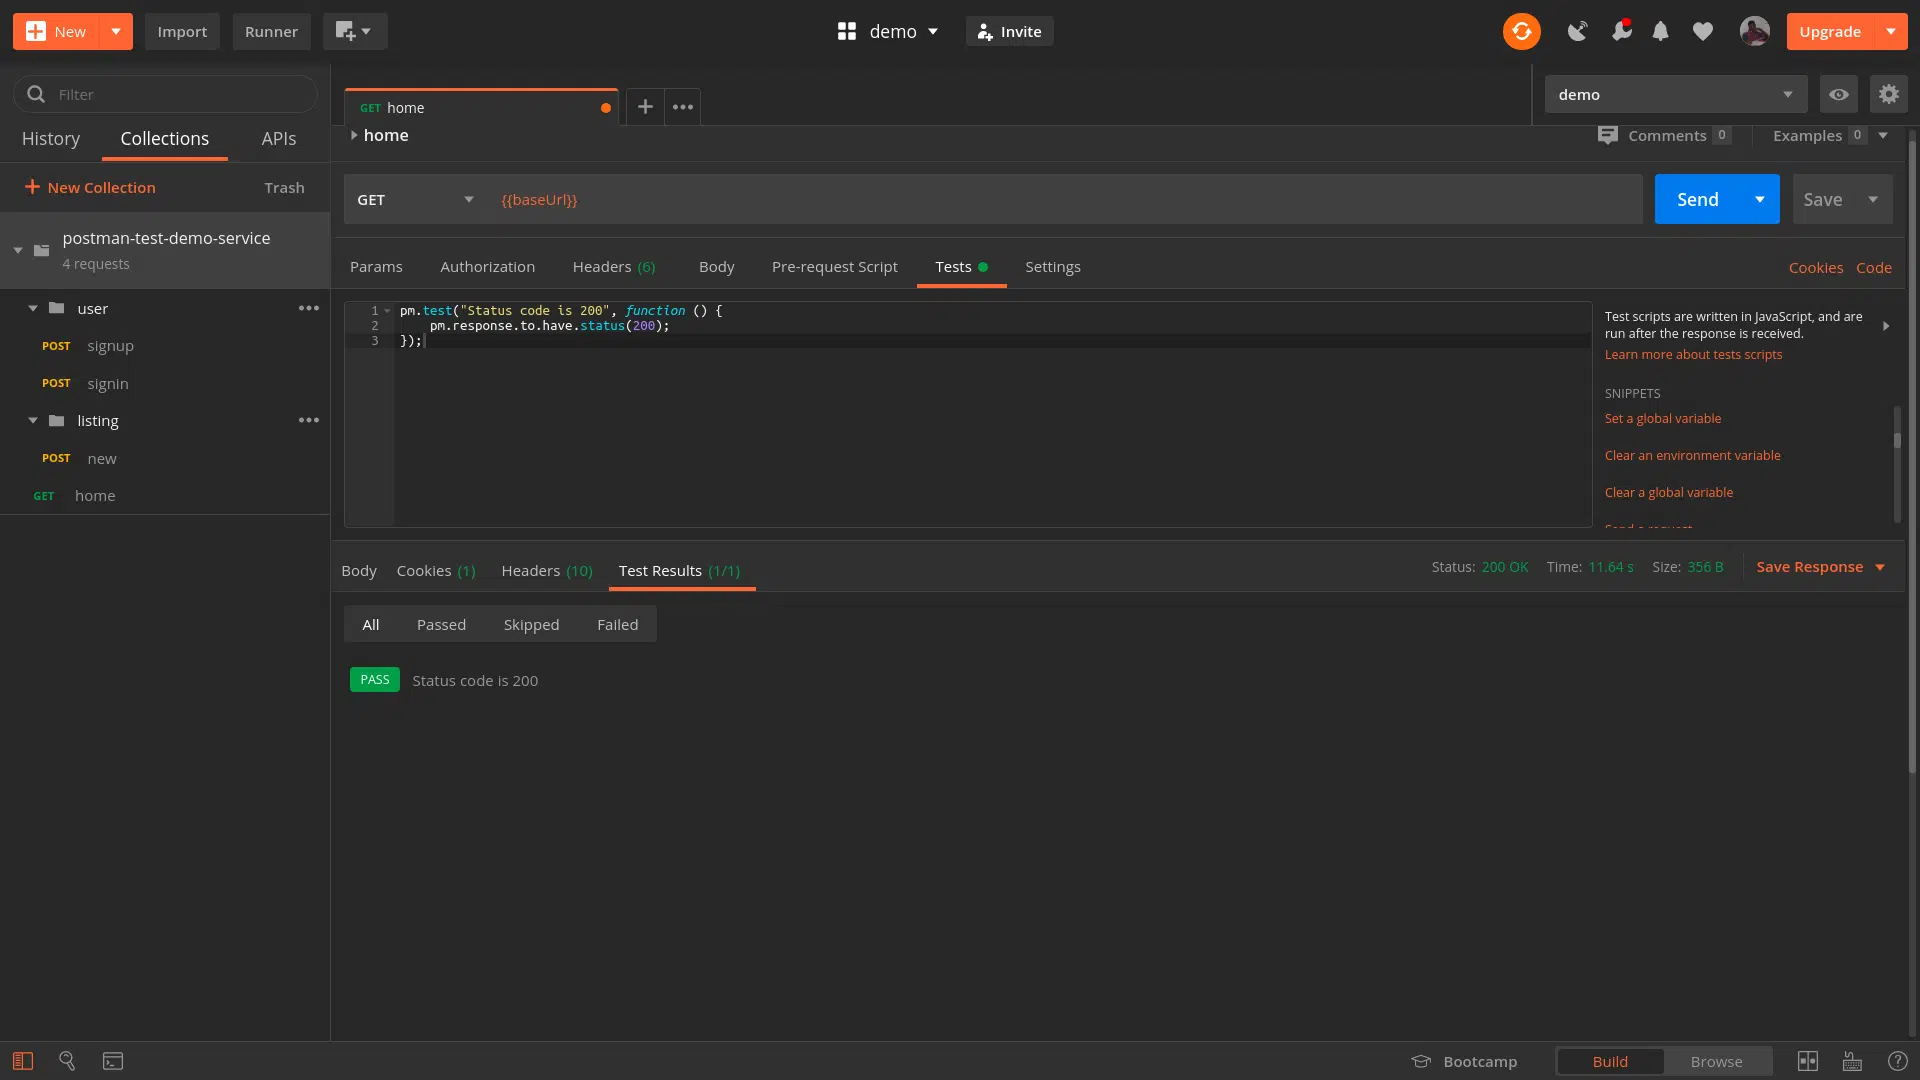 New
Import
Runner
demo
Invite
Upgrade
Filter
History
Collections
APIs
New Collection
Trash
postman-test-demo-service
4 requests
user
POST signup
POST signin
listing
POST new
GET home
GET home
demo
home
Comments 0
Examples 0
GET
{{baseUrl}}
Send
Save
Params
Authorization
Headers (6)
Body
Pre-request Script
Tests
Settings
Cookies
Code
1 pm.test("Status code is 200", function () {
2 pm.response.to.have.status(200);
3 });
Test scripts are written in JavaScript, and are
run after the response is received.
Learn more about tests scripts
SNIPPETS
Set a global variable
Clear an environment variable
Clear a global variable
Send a request
Body
Cookies (1)
Headers (10)
Test Results (1/1)
Status: 200 OK
Time: 11.64 s
Size: 356 B
Save Response
All
Passed
Skipped
Failed
PASS Status code is 200
Bootcamp
Build
Browse